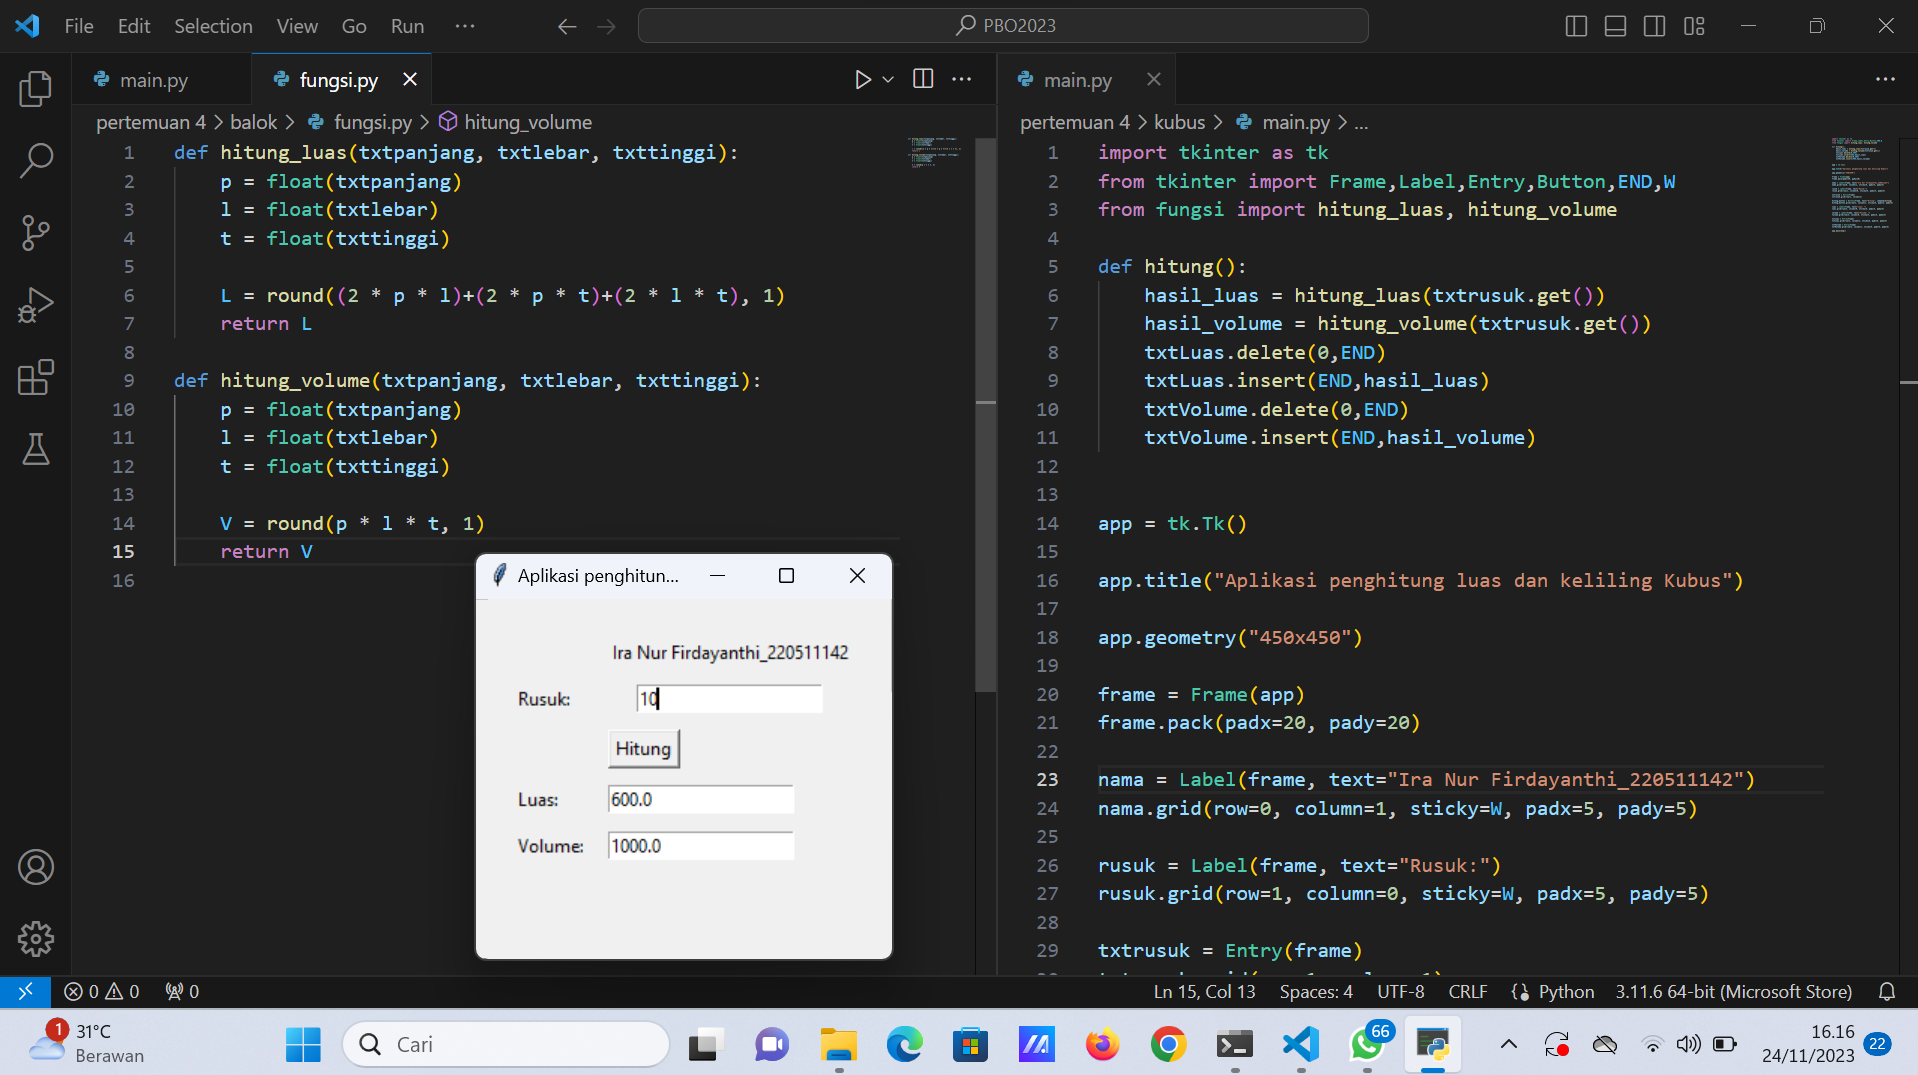 File Edit Selection View Go Run ··· PBO2023
main.py fungsi.py
pertemuan 4 > balok > fungsi.py > hitung_volume
1 def hitung_luas(txtpanjang, txtlebar, txttinggi):
2 p = float(txtpanjang)
3 l = float(txtlebar)
4 t = float(txttinggi)
5
6 L = round((2 * p * l)+(2 * p * t)+(2 * l * t), 1)
7 return L
8
9 def hitung_volume(txtpanjang, txtlebar, txttinggi):
10 p = float(txtpanjang)
11 l = float(txtlebar)
12 t = float(txttinggi)
13
14 V = round(p * l * t, 1)
15 return V
16
main.py
pertemuan 4 > kubus > main.py > ...
1 import tkinter as tk
2 from tkinter import Frame,Label,Entry,Button,END,W
3 from fungsi import hitung_luas, hitung_volume
4
5 def hitung():
6 hasil_luas = hitung_luas(txtrusuk.get())
7 hasil_volume = hitung_volume(txtrusuk.get())
8 txtLuas.delete(0,END)
9 txtLuas.insert(END,hasil_luas)
10 txtVolume.delete(0,END)
11 txtVolume.insert(END,hasil_volume)
12
13
14 app = tk.Tk()
15
16 app.title("Aplikasi penghitung luas dan keliling Kubus")
17
18 app.geometry("450x450")
19
20 frame = Frame(app)
21 frame.pack(padx=20, pady=20)
22
23 nama = Label(frame, text="Ira Nur Firdayanthi_220511142")
24 nama.grid(row=0, column=1, sticky=W, padx=5, pady=5)
25
26 rusuk = Label(frame, text="Rusuk:")
27 rusuk.grid(row=1, column=0, sticky=W, padx=5, pady=5)
28
29 txtrusuk = Entry(frame)
Aplikasi penghitun...
Ira Nur Firdayanthi_220511142
Rusuk: 10
Hitung
Luas: 600.0
Volume: 1000.0
0 0 0 Ln 15, Col 13 Spaces: 4 UTF-8 CRLF Python 3.11.6 64-bit (Microsoft Store)
1 31°C
Berawan
Cari
66
16.16
24/11/2023
22